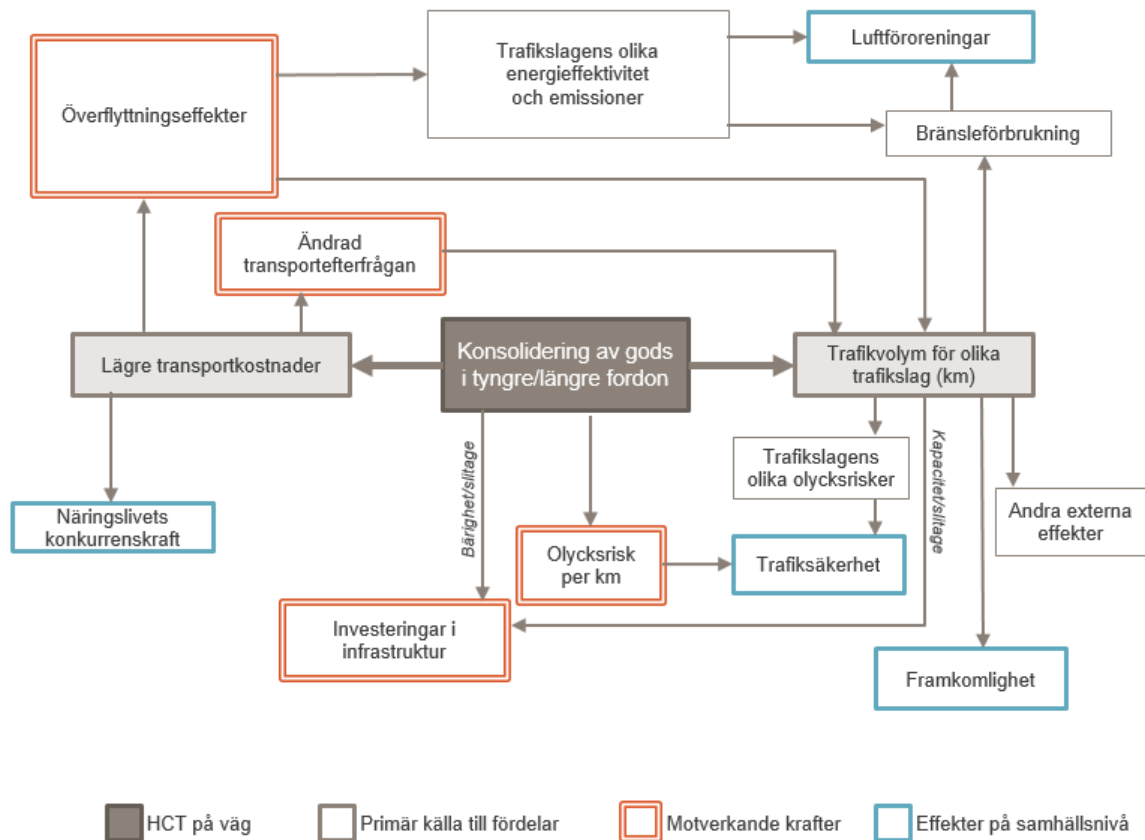 Luftföroreningar
Trafikslagens olika
energieffektivitet
och emissioner
Överflyttningseffekter
Bränsleförbrukning
Ändrad
transportefterfrågan
Lägre transportkostnader
Konsolidering av gods
i tyngre/längre fordon
Trafikvolym för olika
trafikslag (km)
Bärighet/slitage
Kapacitet/slitage
Trafikslagens
olika olycksrisker
Andra externa
effekter
Näringslivets
konkurrenskraft
Olycksrisk
per km
Trafiksäkerhet
Investeringar i
infrastruktur
Framkomlighet
HCT på väg
Primär källa till fördelar
Motverkande krafter
Effekter på samhällsnivå